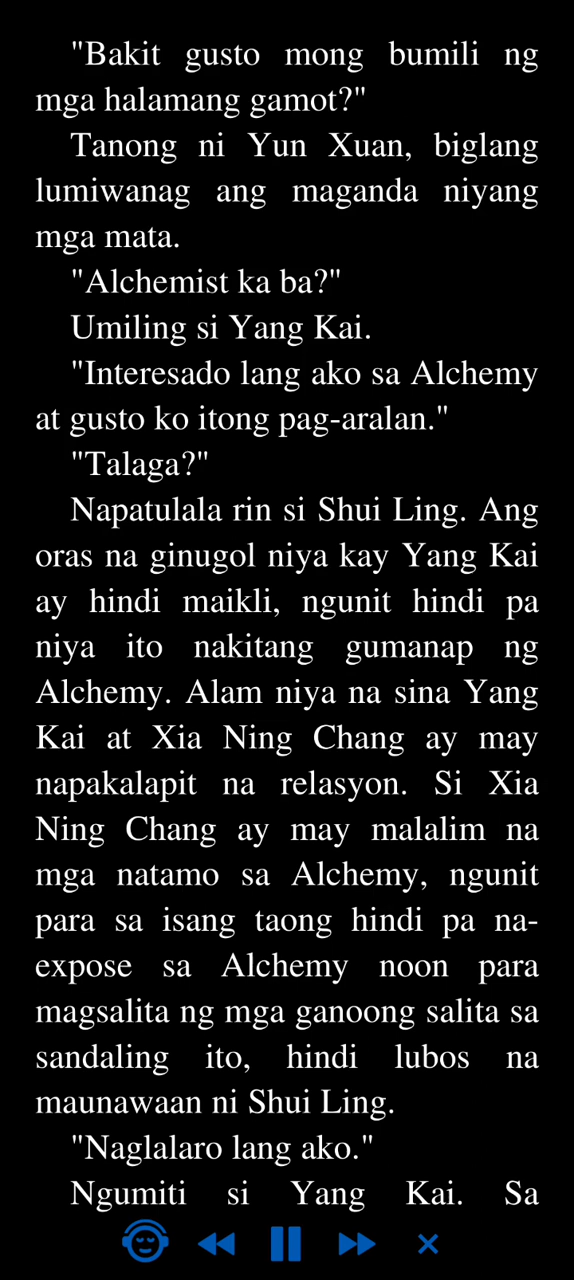 "Bakit gusto mong bumili ng
mga halamang gamot?"
Tanong ni Yun Xuan, biglang
lumiwanag ang maganda niyang
mga mata.
"Alchemist ka ba?"
Umiling si Yang Kai.
"Interesado lang ako sa Alchemy
at gusto ko itong pag-aralan."
"Talaga?"
Napatulala rin si Shui Ling. Ang
oras na ginugol niya kay Yang Kai
ay hindi maikli, ngunit hindi pa
niya ito nakitang gumanap ng
Alchemy. Alam niya na sina Yang
Kai at Xia Ning Chang ay may
napakalapit na relasyon. Si Xia
Ning Chang ay may malalim na
mga natamo sa Alchemy, ngunit
para sa isang taong hindi pa na-
expose sa Alchemy noon para
magsalita ng mga ganoong salita sa
sandaling ito, hindi lubos na
maunawaan ni Shui Ling.
"Naglalaro lang ako."
Ngumiti si Yang Kai. Sa